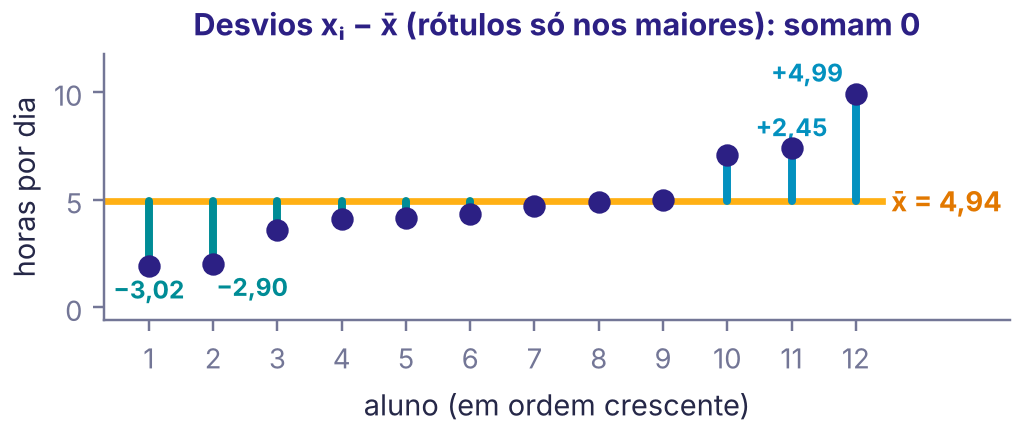 Desvios xᵢ − x̄ (rótulos só nos maiores): somam 0
horas por dia
10
5
0
+4,99
+2,45
x̄ = 4,94
−3,02
−2,90
1 2 3 4 5 6 7 8 9 10 11 12
aluno (em ordem crescente)